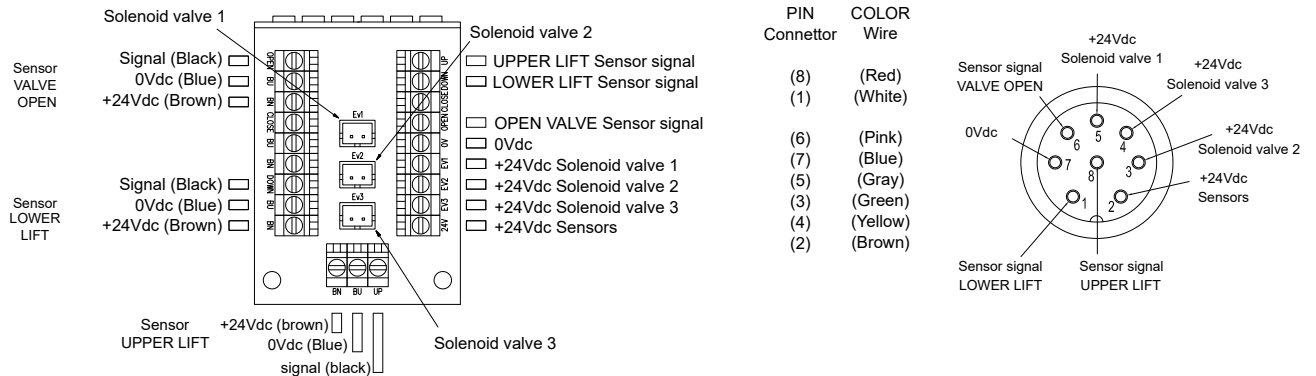 Solenoid valve 1
Solenoid valve 2
Sensor
VALVE
OPEN
Signal (Black)
0Vdc (Blue)
+24Vdc (Brown)
Sensor
LOWER
LIFT
Signal (Black)
0Vdc (Blue)
+24Vdc (Brown)
OPEN
BU
BN
CLOSE
BU
BN
DOWN
BU
BN
Ev1
Ev2
Ev3
UP
DOWN
CLOSE
OPEN
0V
EV1
EV2
EV3
24V
BN BU UP
UPPER LIFT Sensor signal
LOWER LIFT Sensor signal
OPEN VALVE Sensor signal
0Vdc
+24Vdc Solenoid valve 1
+24Vdc Solenoid valve 2
+24Vdc Solenoid valve 3
+24Vdc Sensors
Sensor
UPPER LIFT
+24Vdc (brown)
0Vdc (Blue)
signal (black)
Solenoid valve 3
PIN COLOR
Connettor Wire
(8) (Red)
(1) (White)
(6) (Pink)
(7) (Blue)
(5) (Gray)
(3) (Green)
(4) (Yellow)
(2) (Brown)
+24Vdc
Solenoid valve 1
Sensor signal
VALVE OPEN
+24Vdc
Solenoid valve 3
0Vdc
+24Vdc
Solenoid valve 2
+24Vdc
Sensors
6 5 4
7 8 3
1 2
Sensor signal
LOWER LIFT
Sensor signal
UPPER LIFT